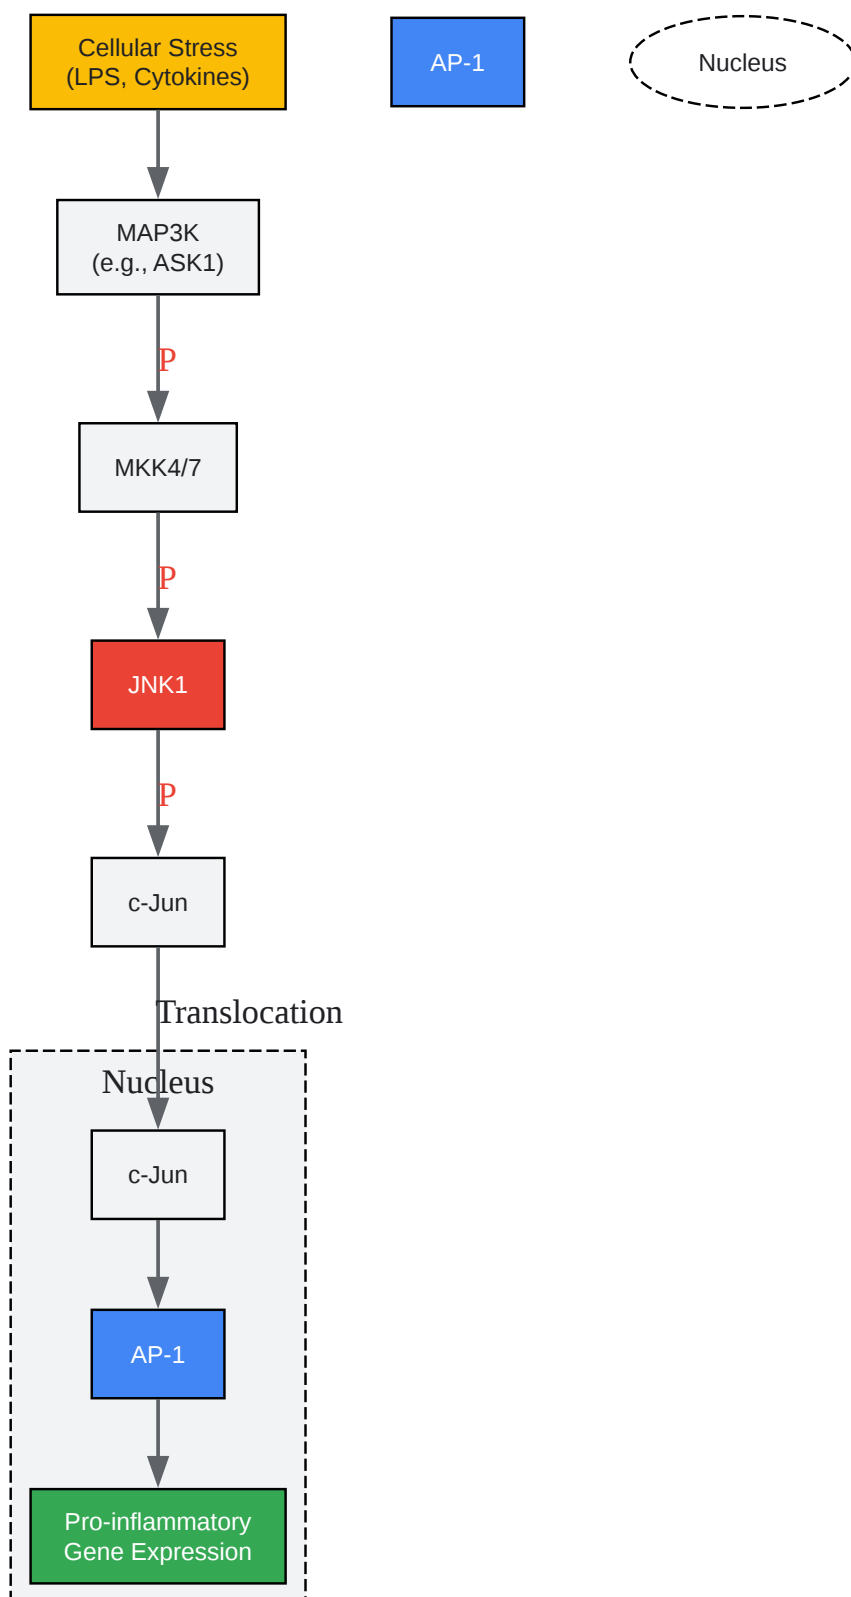 Cellular Stress
(LPS, Cytokines)
AP-1
Nucleus
MAP3K
(e.g., ASK1)
P
MKK4/7
P
JNK1
P
c-Jun
Translocation
Nucleus
c-Jun
AP-1
Pro-inflammatory
Gene Expression